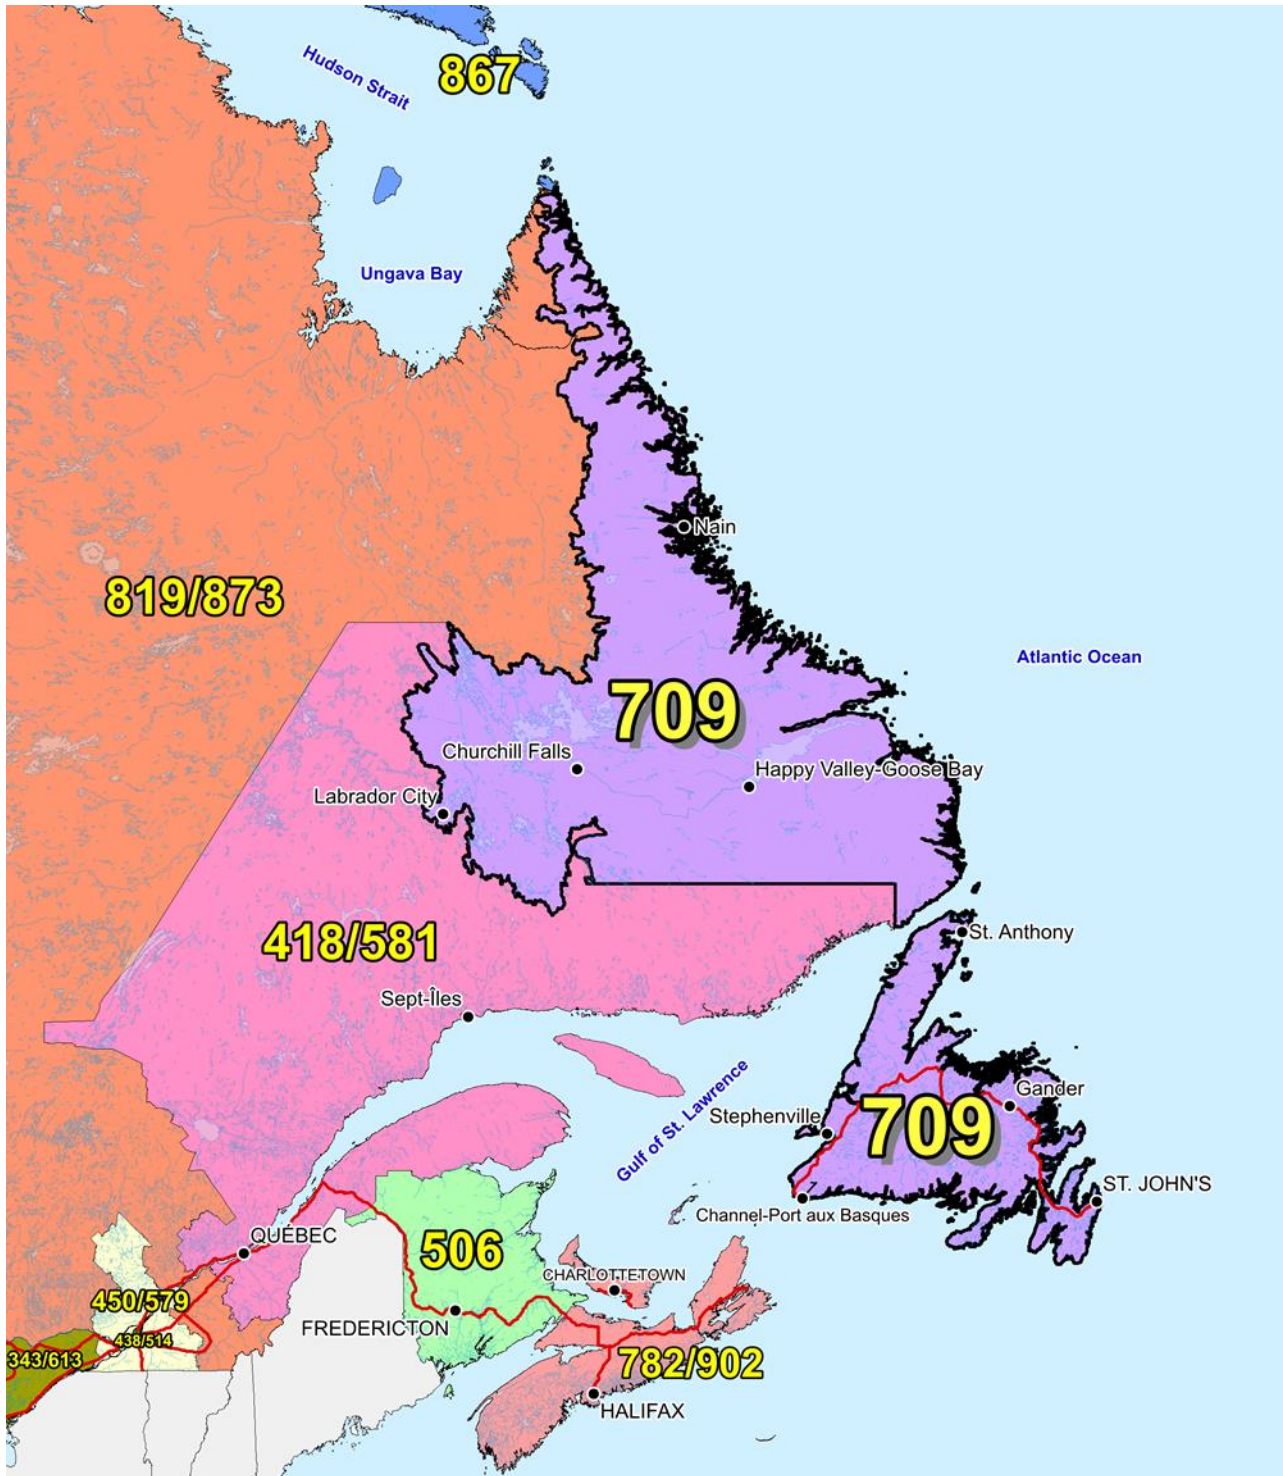 867
Hudson Strait
Ungava Bay
Nain
819/873
Atlantic Ocean
709
Churchill Falls
Happy Valley-Goose Bay
Labrador City
418/581
St. Anthony
Sept-Îles
Gulf of St. Lawrence
Gander
Stephenville
709
ST. JOHN'S
Channel-Port aux Basques
QUÉBEC
506
CHARLOTTETOWN
450/579
FREDERICTON
438/514
343/613
782/902
HALIFAX